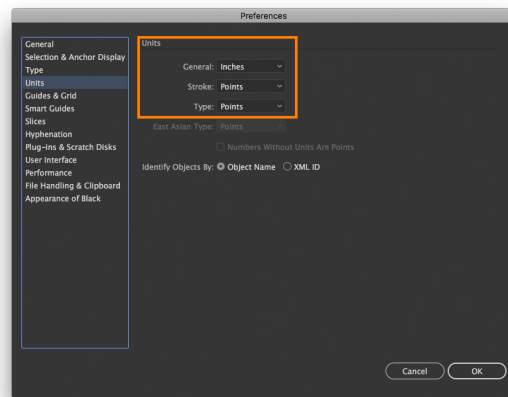 Preferences
General
Selection & Anchor Display
Type
Units
Guides & Grid
Smart Guides
Slices
Hyphenation
Plug-ins & Scratch Disks
User Interface
Performance
File Handling & Clipboard
Appearance of Black
Units
General: Inches
Stroke: Points
Type: Points
East Asian Type: Points
Numbers Without Units Are Points
Identify Objects By: Object Name XML ID
Cancel OK